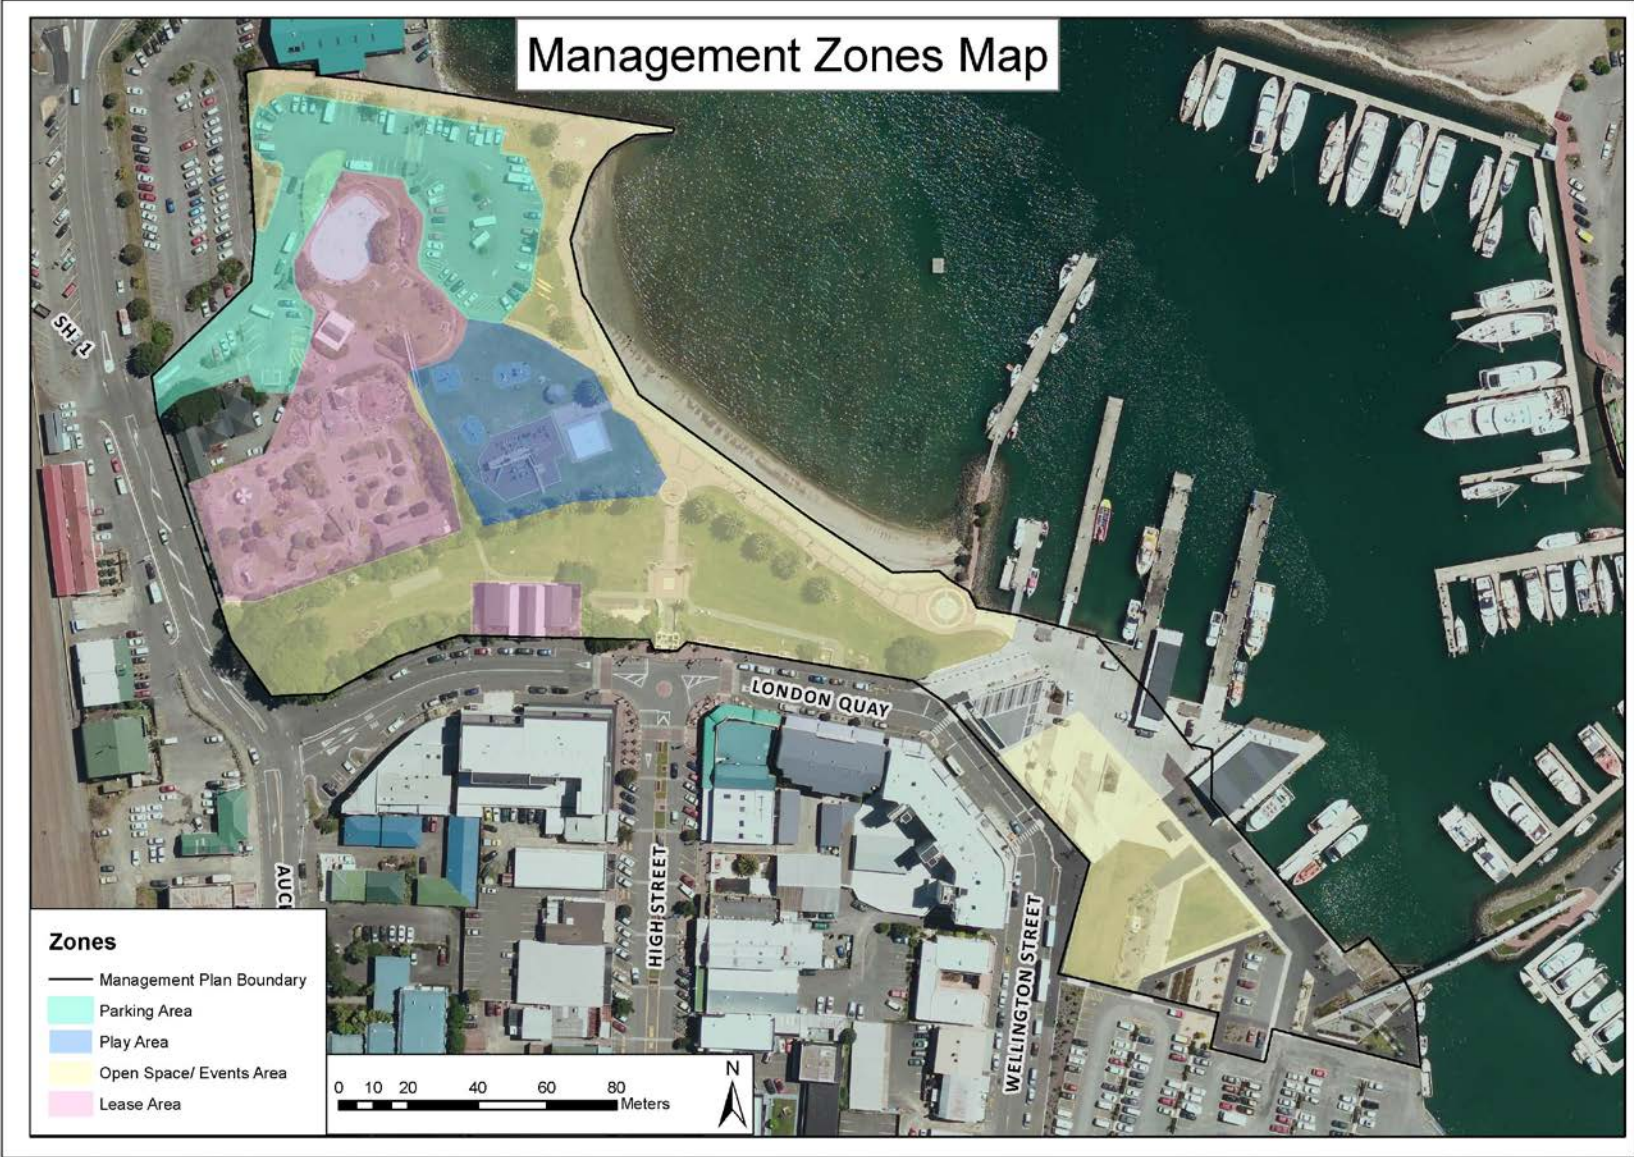 Management Zones Map
SH 1
LONDON QUAY
HIGH STREET
WELLINGTON STREET
Zones
Management Plan Boundary
Parking Area
Play Area
Open Space/ Events Area
Lease Area
0 10 20 40 60 80
Meters
N